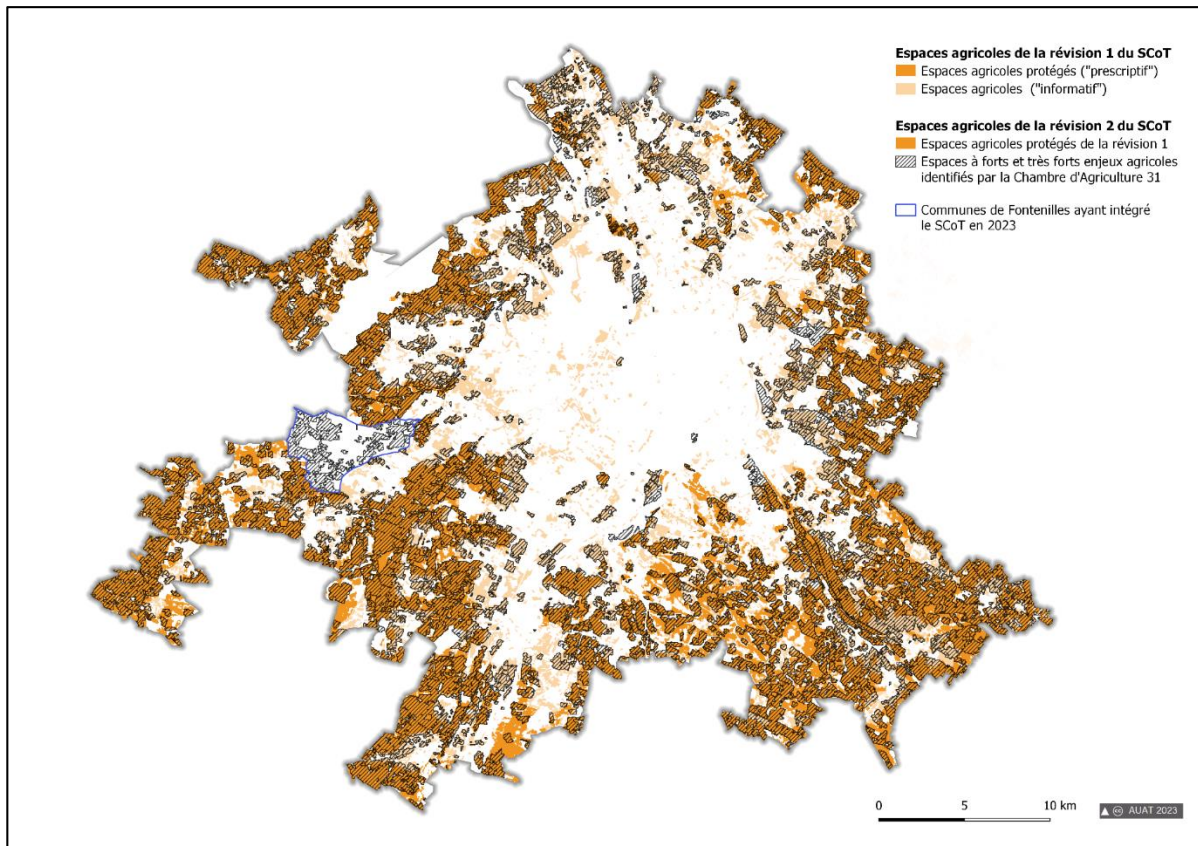 Espaces agricoles de la révision 1 du SCoT
Espaces agricoles protégés ("prescriptif")
Espaces agricoles ("informatif")
Espaces agricoles de la révision 2 du SCoT
Espaces agricoles protégés de la révision 1
Espaces à forts et très forts enjeux agricoles
identifiés par la Chambre d'Agriculture 31
Communes de Fontenilles ayant intégré
le SCoT en 2023
0 5 10 km
AUAT 2023